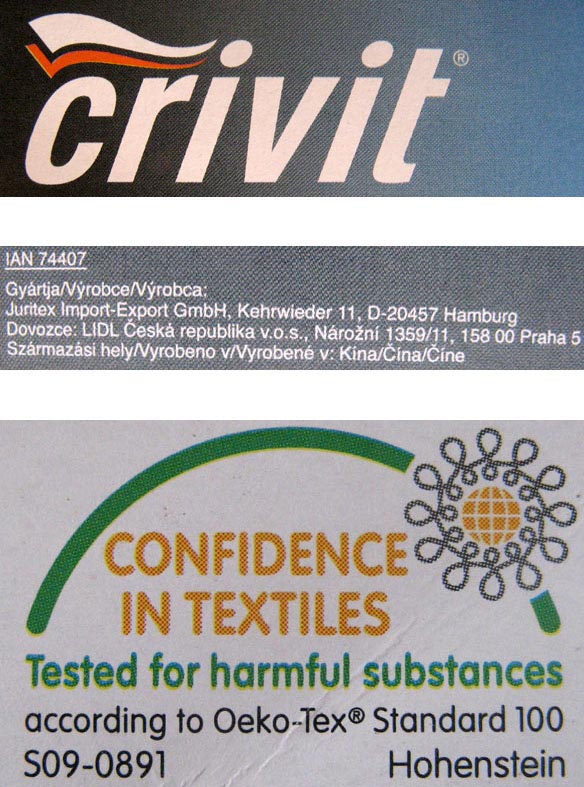 crivit®
IAN 74407
Gyártja/Výrobce/Výrobca:
Juritex Import-Export GmbH, Kehrwieder 11, D-20457 Hamburg
Dovozce: LIDL Česká republika v.o.s., Nárožní 1359/11, 158 00 Praha 5
Származási hely/Vyrobeno v/Vyrobené v: Kína/Čína/Číne
CONFIDENCE
IN TEXTILES
Tested for harmful substances
according to Oeko-Tex® Standard 100
S09-0891 Hohenstein